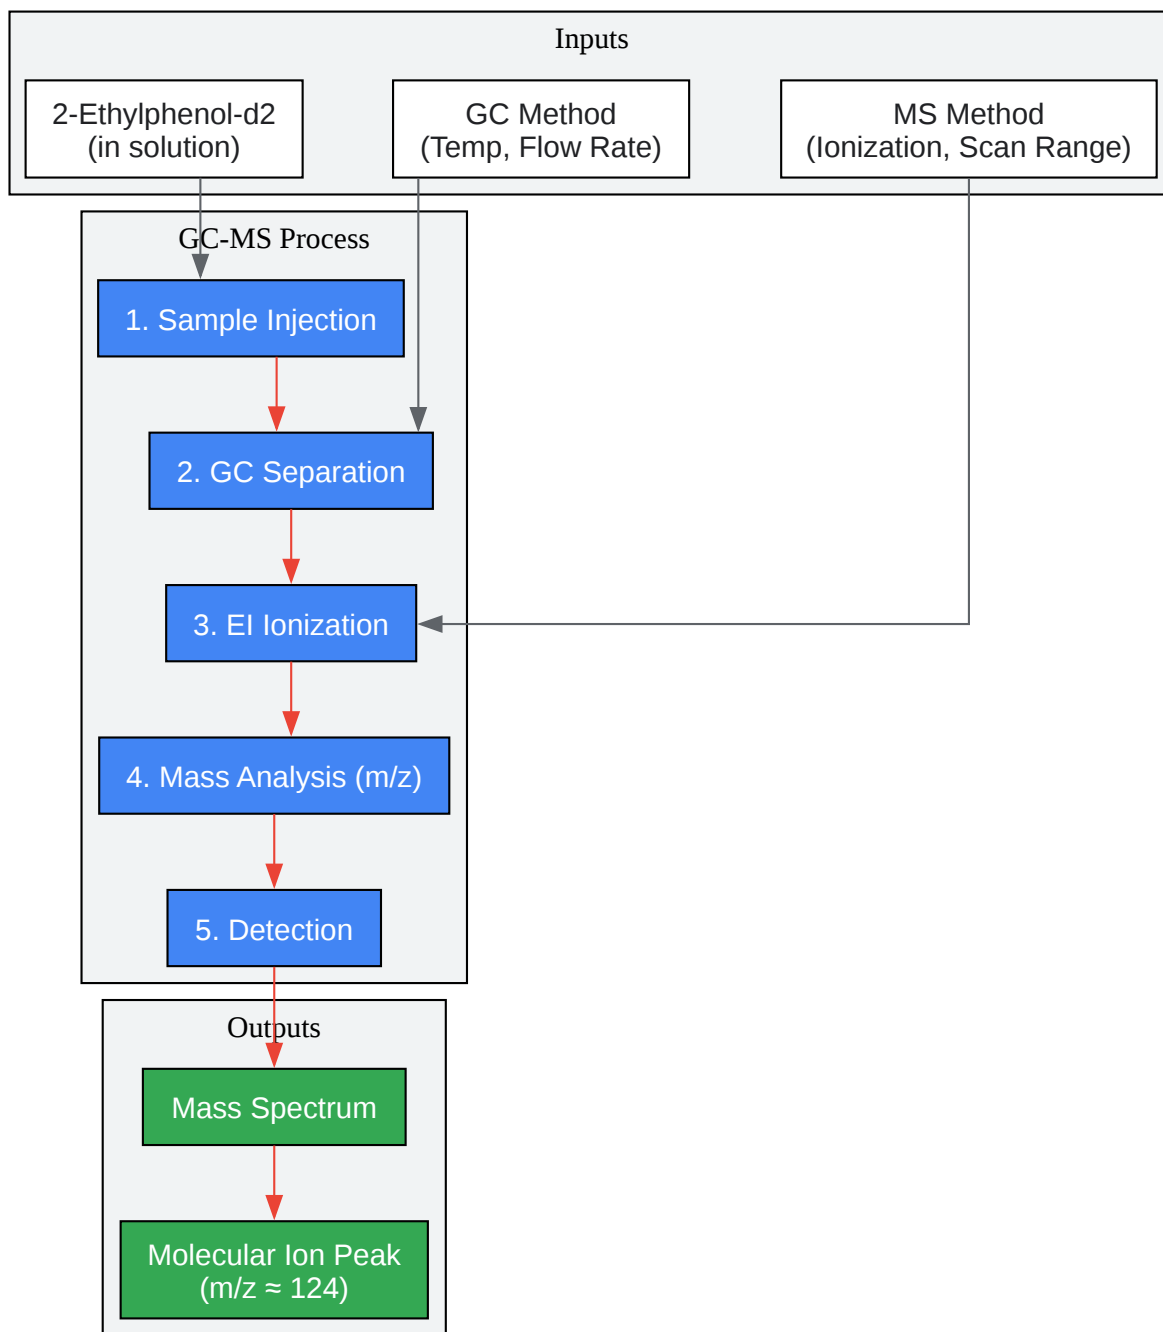 Inputs
2-Ethylphenol-d2
(in solution)
GC Method
(Temp, Flow Rate)
MS Method
(Ionization, Scan Range)
GC-MS Process
1. Sample Injection
2. GC Separation
3. EI Ionization
4. Mass Analysis (m/z)
5. Detection
Outputs
Mass Spectrum
Molecular Ion Peak
(m/z ≈ 124)